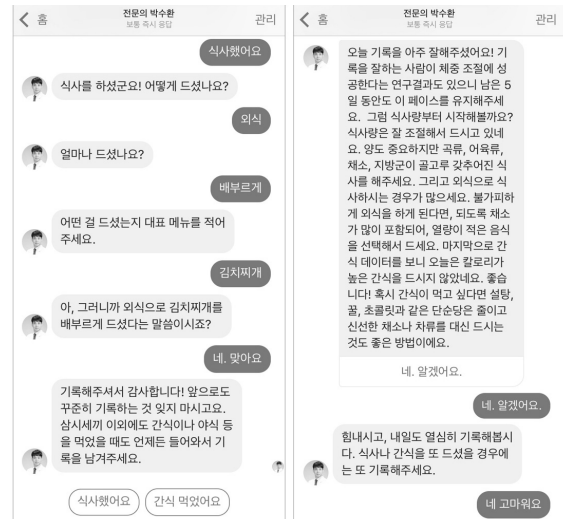 홈
전문의 박수환
보통 즉시 응답
관리
식사했어요
식사를 하셨군요! 어떻게 드셨나요?
외식
얼마나 드셨나요?
배부르게
어떤 걸 드셨는지 대표 메뉴를 적어
주세요.
김치찌개
아, 그러니까 외식으로 김치찌개를
배부르게 드셨다는 말씀이시죠?
네. 맞아요
기록해주셔서 감사합니다! 앞으로도
꾸준히 기록하는 것 잊지 마시고요.
삼시세끼 이외에도 간식이나 야식 등
을 먹었을 때도 언제든 들어와서 기
록을 남겨주세요.
식사했어요
간식 먹었어요
홈
전문의 박수환
보통 즉시 응답
관리
오늘 기록을 아주 잘해주셨어요! 기
록을 잘하는 사람이 체중 조절에 성
공한다는 연구결과도 있으니 남은 5
일 동안도 이 페이스를 유지해주세
요. 그럼 식사량부터 시작해볼까요?
식사량은 잘 조절해서 드시고 있네
요. 양도 중요하지만 곡류, 어육류,
채소, 지방군이 골고루 갖추어진 식
사를 해주세요. 그리고 외식으로 식
사하시는 경우가 많으세요. 불가피하
게 외식을 하게 된다면, 되도록 채소
가 많이 포함되어, 열량이 적은 음식
을 선택해서 드세요. 마지막으로 간
식 데이터를 보니 오늘은 칼로리가
높은 간식을 드시지 않았네요. 좋습
니다! 혹시 간식이 먹고 싶다면 설탕,
꿀, 초콜릿과 같은 단순당은 줄이고
신선한 채소나 차류를 대신 드시는
것도 좋은 방법이에요.
네. 알겠어요.
네. 알겠어요.
힘내시고, 내일도 열심히 기록해봅시
다. 식사나 간식을 또 드셨을 경우에
는 또 기록해주세요.
네 고마워요